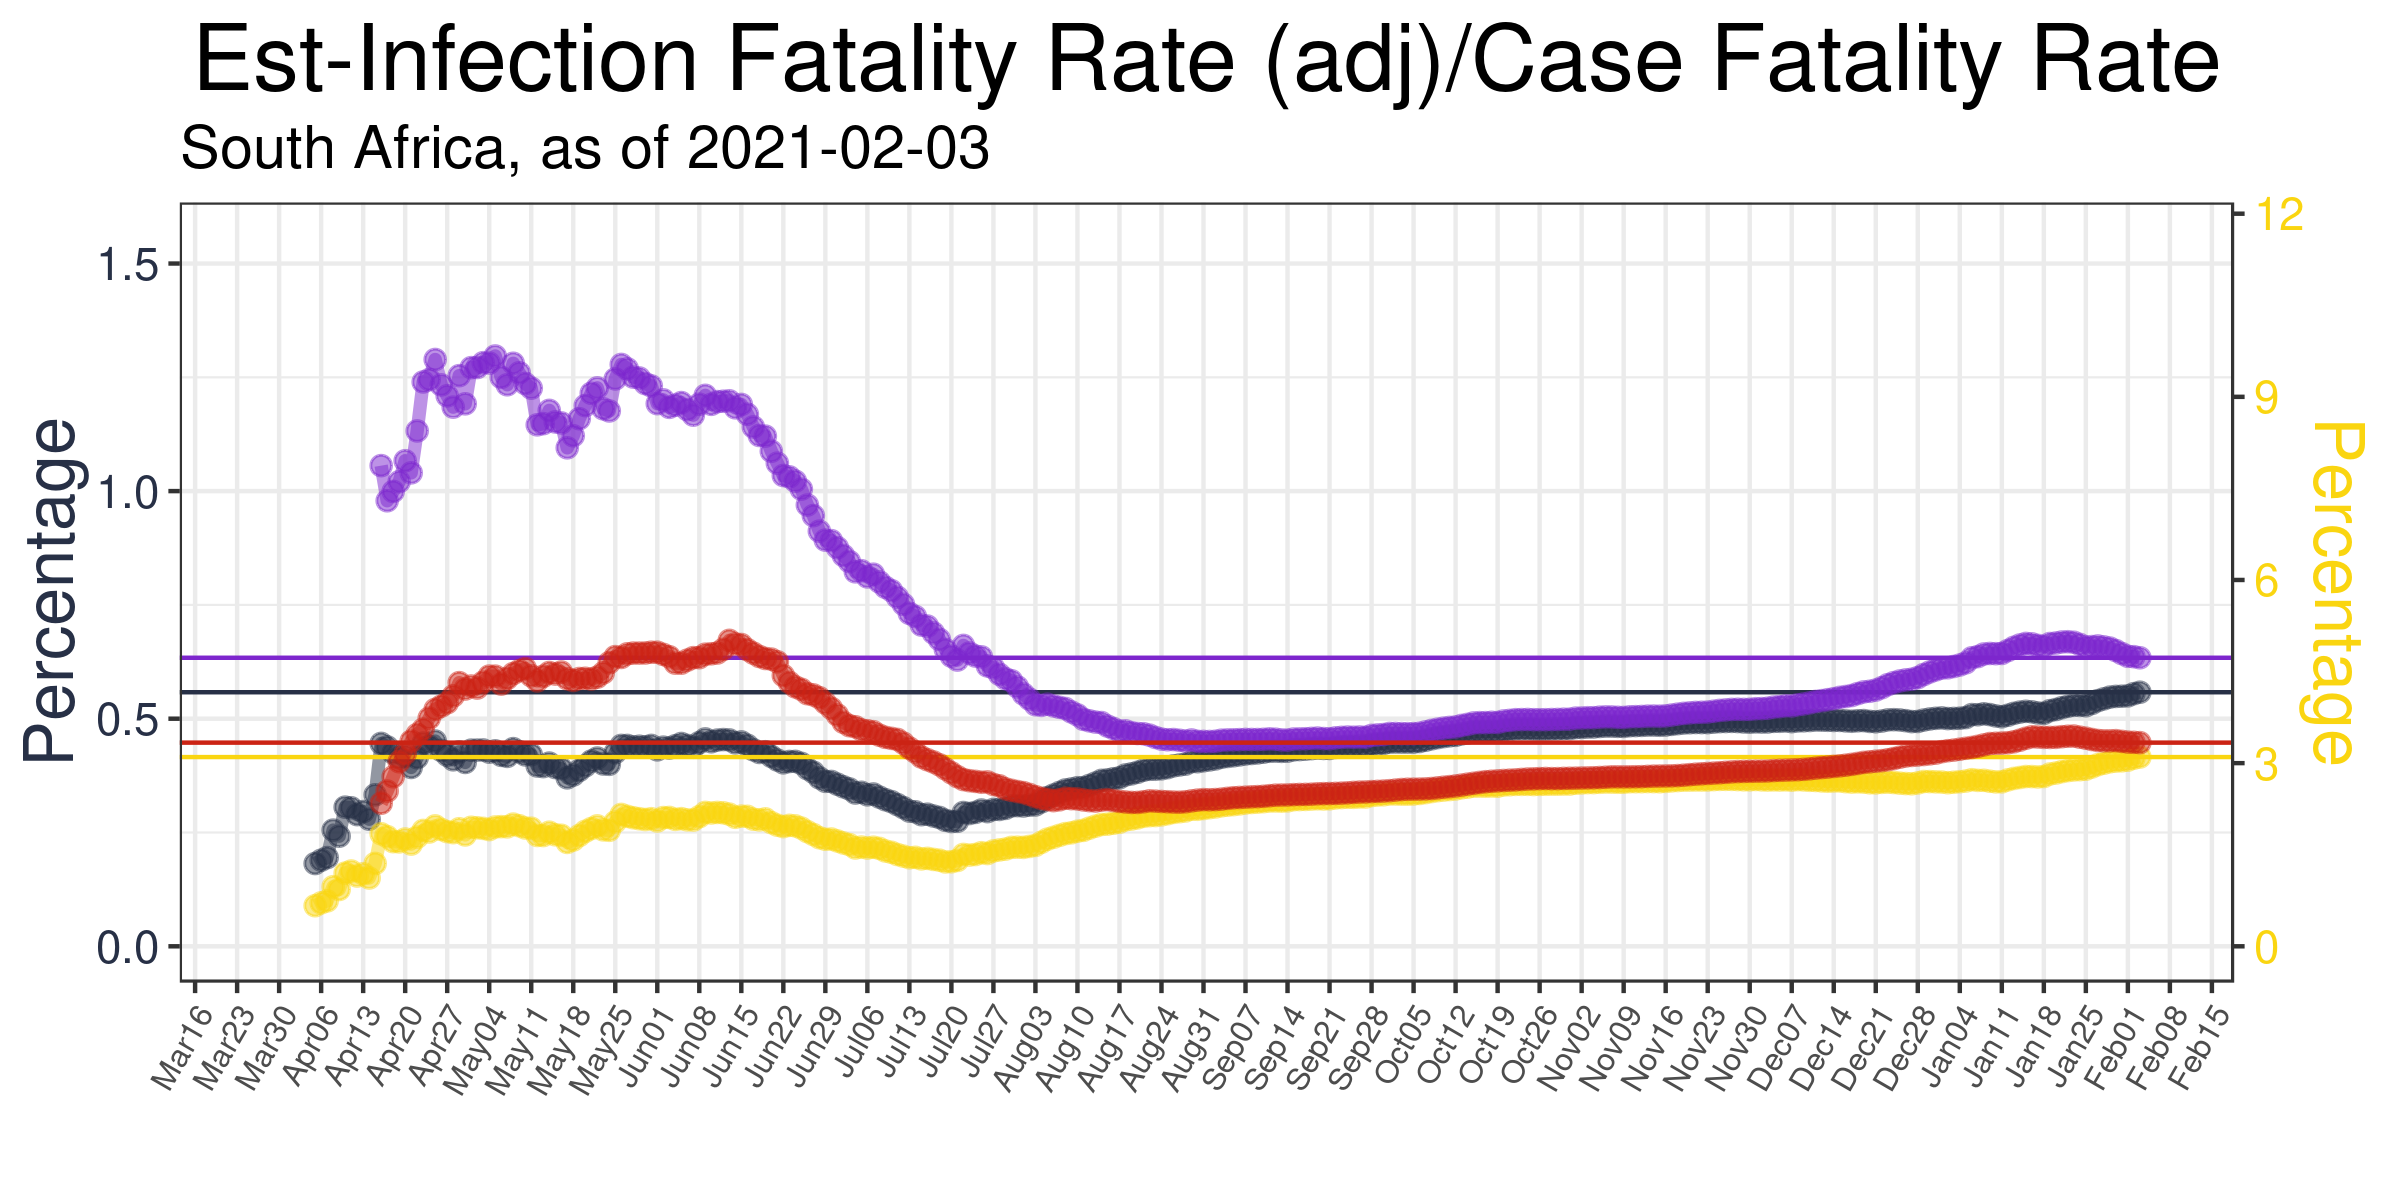 Est-Infection Fatality Rate (adj)/Case Fatality Rate
South Africa, as of 2021-02-03
Percentage
1.5
1.0
0.5
0.0
12
9
6
3
0
Percentage
Mar16
Mar23
Mar30
Apr06
Apr13
Apr20
Apr27
May04
May11
May18
May25
Jun01
Jun08
Jun15
Jun22
Jun29
Jul06
Jul13
Jul20
Jul27
Aug03
Aug10
Aug17
Aug24
Aug31
Sep07
Sep14
Sep21
Sep28
Oct05
Oct12
Oct19
Oct26
Nov02
Nov09
Nov16
Nov23
Nov30
Dec07
Dec14
Dec21
Dec28
Jan04
Jan11
Jan18
Jan25
Feb01
Feb08
Feb15